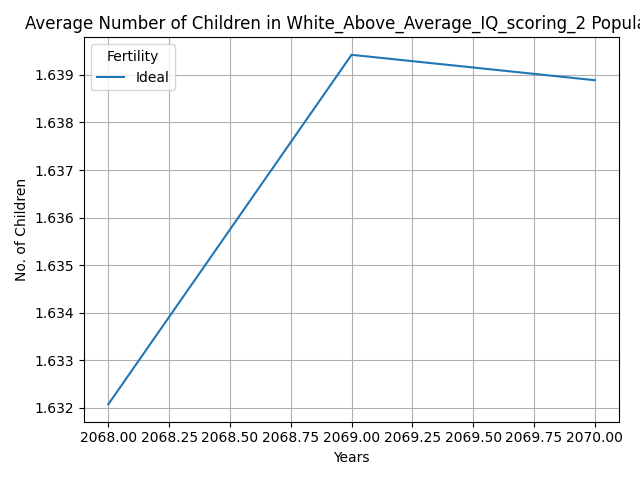 Average Number of Children in White_Above_Average_IQ_scoring_2 Popula
Fertility
Ideal
1.639
1.638
1.637
1.636
1.635
1.634
1.633
1.632
No. of Children
2068.00 2068.25 2068.50 2068.75 2069.00 2069.25 2069.50 2069.75 2070.00
Years